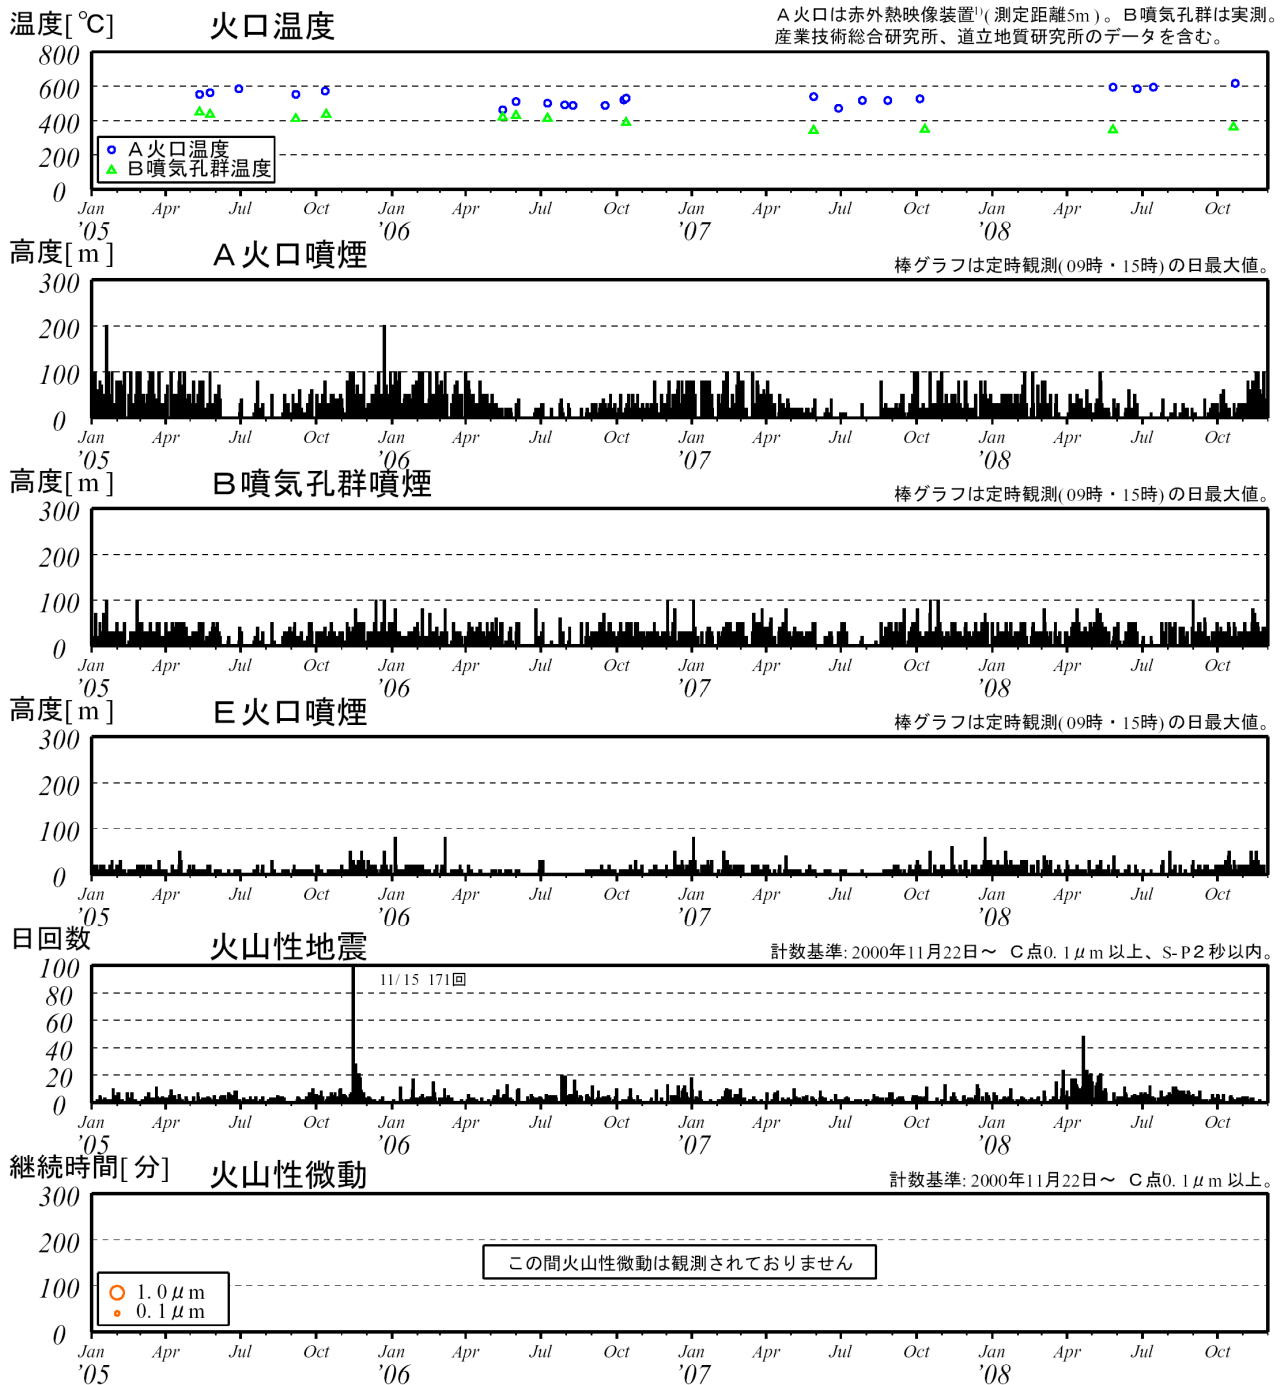 温度[℃]
火口温度
A火口は赤外熱映像装置1)(測定距離5m)。B噴気孔群は実測。
産業技術総合研究所、道立地質研究所のデータを含む。
800
600
400
200
0
A火口温度
B噴気孔群温度
Jan Apr Jul Oct Jan Apr Jul Oct Jan Apr Jul Oct Jan Apr Jul Oct
'05 '06 '07 '08
高度[m]
A火口噴煙
棒グラフは定時観測(09時・15時)の日最大値。
300
200
100
0
Jan Apr Jul Oct Jan Apr Jul Oct Jan Apr Jul Oct Jan Apr Jul Oct
'05 '06 '07 '08
高度[m]
B噴気孔群噴煙
棒グラフは定時観測(09時・15時)の日最大値。
300
200
100
0
Jan Apr Jul Oct Jan Apr Jul Oct Jan Apr Jul Oct Jan Apr Jul Oct
'05 '06 '07 '08
高度[m]
E火口噴煙
棒グラフは定時観測(09時・15時)の日最大値。
300
200
100
0
Jan Apr Jul Oct Jan Apr Jul Oct Jan Apr Jul Oct Jan Apr Jul Oct
'05 '06 '07 '08
日回数
火山性地震
計数基準: 2000年11月22日～ C点0.1μm以上、S-P2秒以内。
100
80
60
40
20
0
11/15 171回
Jan Apr Jul Oct Jan Apr Jul Oct Jan Apr Jul Oct Jan Apr Jul Oct
'05 '06 '07 '08
継続時間[分]
火山性微動
計数基準: 2000年11月22日～ C点0.1μm以上。
300
200
100
0
この間火山性微動は観測されておりません
1.0μm
0.1μm
Jan Apr Jul Oct Jan Apr Jul Oct Jan Apr Jul Oct Jan Apr Jul Oct
'05 '06 '07 '08